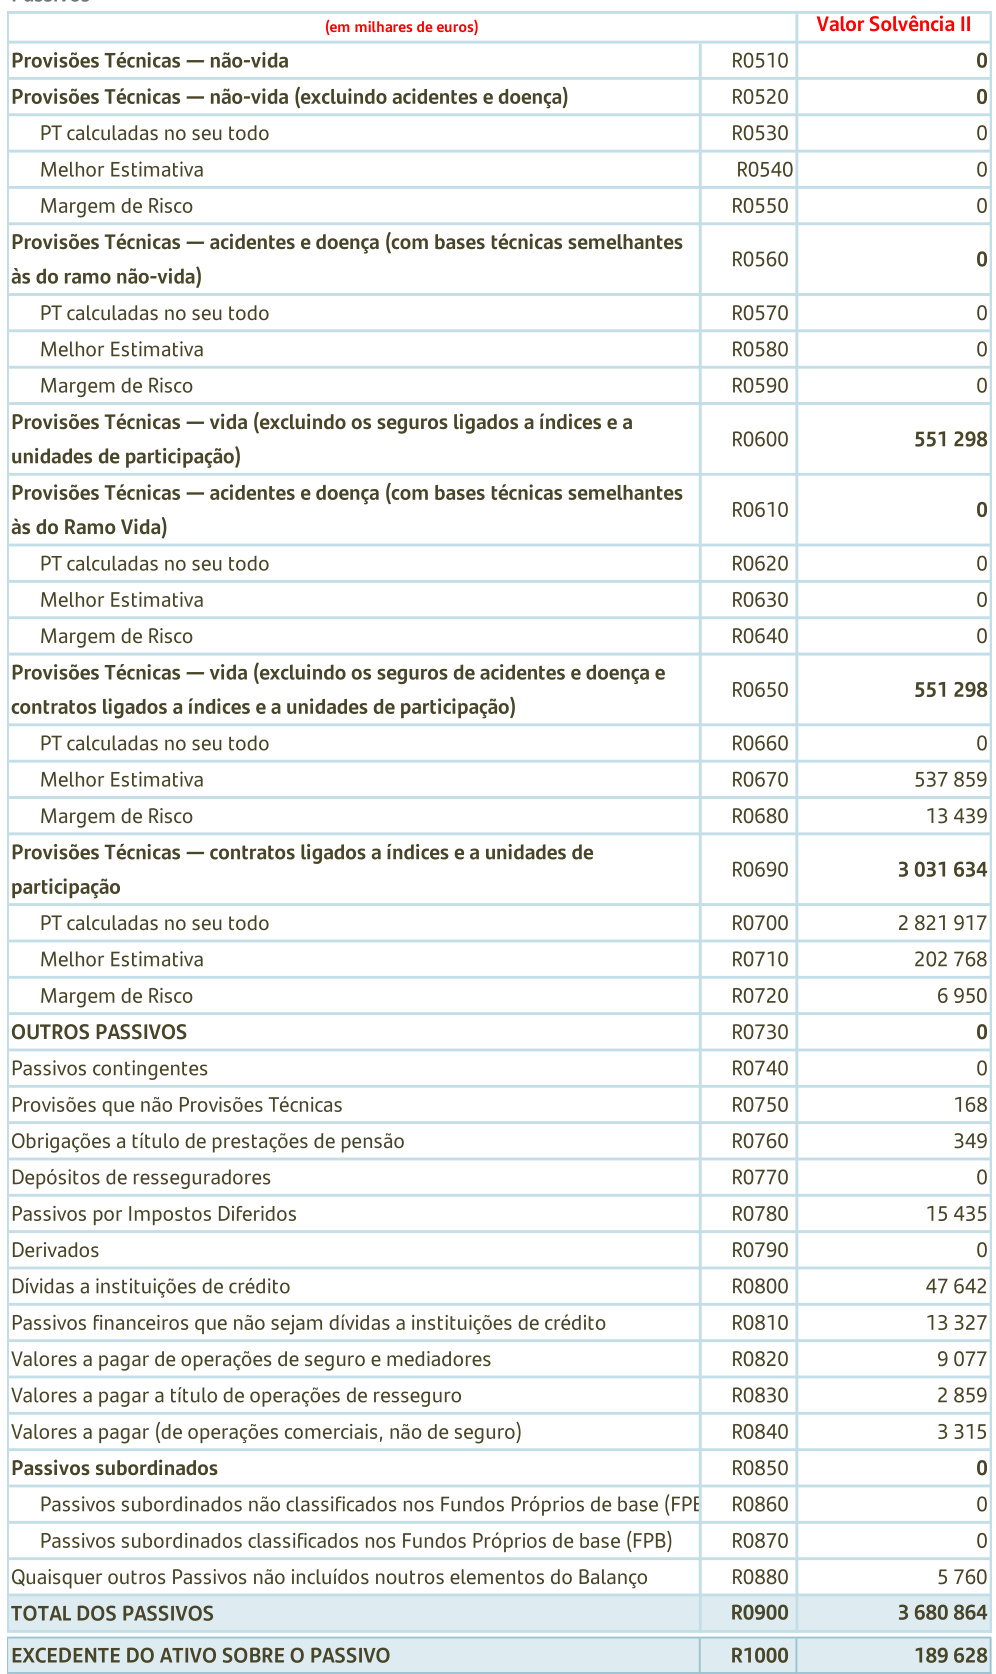 (em milhares de euros) Valor Solvência II
Provisões Técnicas — não-vida R0510 0
Provisões Técnicas — não-vida (excluindo acidentes e doença) R0520 0
PT calculadas no seu todo R0530 0
Melhor Estimativa R0540 0
Margem de Risco R0550 0
Provisões Técnicas — acidentes e doença (com bases técnicas semelhantes
às do ramo não-vida) R0560 0
PT calculadas no seu todo R0570 0
Melhor Estimativa R0580 0
Margem de Risco R0590 0
Provisões Técnicas — vida (excluindo os seguros ligados a índices e a
unidades de participação) R0600 551 298
Provisões Técnicas — acidentes e doença (com bases técnicas semelhantes
às do Ramo Vida) R0610 0
PT calculadas no seu todo R0620 0
Melhor Estimativa R0630 0
Margem de Risco R0640 0
Provisões Técnicas — vida (excluindo os seguros de acidentes e doença e
contratos ligados a índices e a unidades de participação) R0650 551 298
PT calculadas no seu todo R0660 0
Melhor Estimativa R0670 537 859
Margem de Risco R0680 13 439
Provisões Técnicas — contratos ligados a índices e a unidades de
participação R0690 3 031 634
PT calculadas no seu todo R0700 2 821 917
Melhor Estimativa R0710 202 768
Margem de Risco R0720 6 950
OUTROS PASSIVOS R0730 0
Passivos contingentes R0740 0
Provisões que não Provisões Técnicas R0750 168
Obrigações a título de prestações de pensão R0760 349
Depósitos de resseguradores R0770 0
Passivos por Impostos Diferidos R0780 15 435
Derivados R0790 0
Dívidas a instituições de crédito R0800 47 642
Passivos financeiros que não sejam dívidas a instituições de crédito R0810 13 327
Valores a pagar de operações de seguro e mediadores R0820 9 077
Valores a pagar a título de operações de resseguro R0830 2 859
Valores a pagar (de operações comerciais, não de seguro) R0840 3 315
Passivos subordinados R0850 0
Passivos subordinados não classificados nos Fundos Próprios de base (FPB R0860 0
Passivos subordinados classificados nos Fundos Próprios de base (FPB) R0870 0
Quaisquer outros Passivos não incluídos noutros elementos do Balanço R0880 5 760
TOTAL DOS PASSIVOS R0900 3 680 864
EXCEDENTE DO ATIVO SOBRE O PASSIVO R1000 189 628